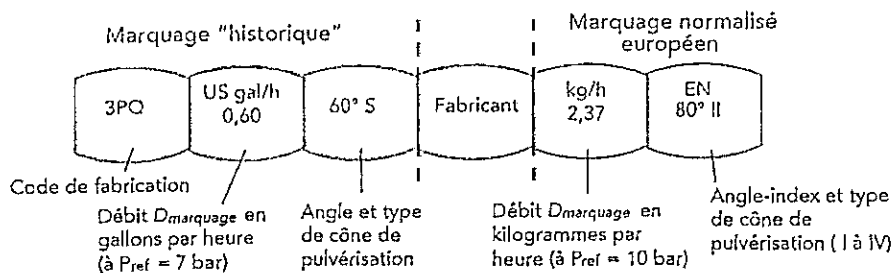 Marquage "historique"
Marquage normalisé
européen
3PQ
US gal/h
0,60
60° S
Fabricant
kg/h
2,37
EN
80° II
Code de fabrication
Débit Dmarquage en
gallons par heure
(à Pref = 7 bar)
Angle et type
de cône de
pulvérisation
Débit Dmarquage en
kilogrammes par
heure (à Pref = 10 bar)
Angle-index et type
de cône de
pulvérisation ( I à IV)